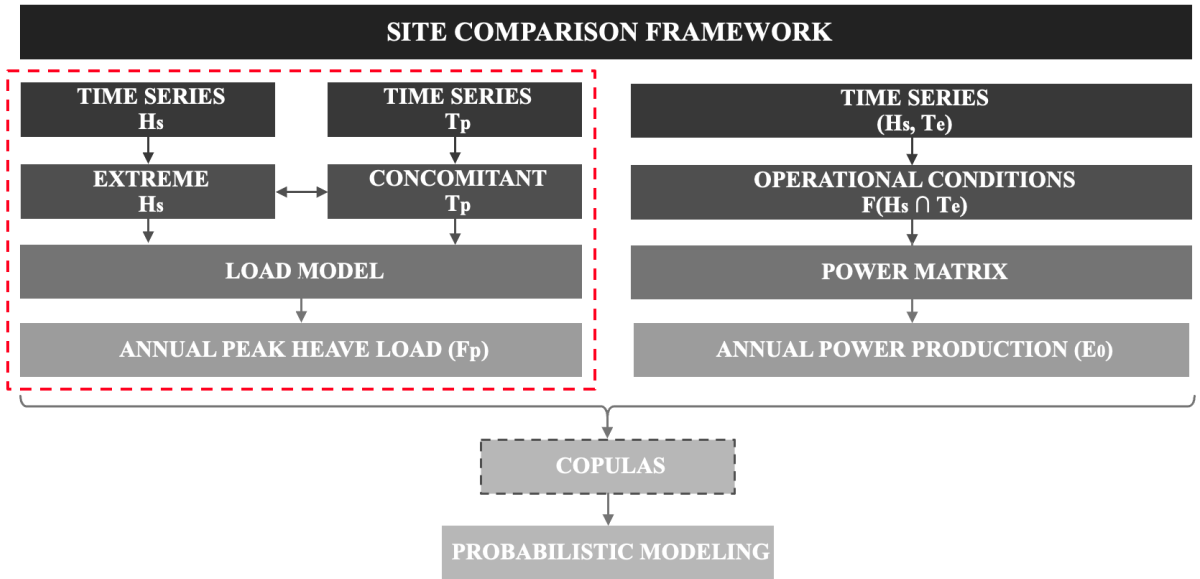 SITE COMPARISON FRAMEWORK
TIME SERIES
Hs
TIME SERIES
Tp
TIME SERIES
(Hs, Te)
EXTREME
Hs
CONCOMITANT
Tp
OPERATIONAL CONDITIONS
F(Hs ∩ Te)
LOAD MODEL
POWER MATRIX
ANNUAL PEAK HEAVE LOAD (Fp)
ANNUAL POWER PRODUCTION (E0)
COPULAS
PROBABILISTIC MODELING